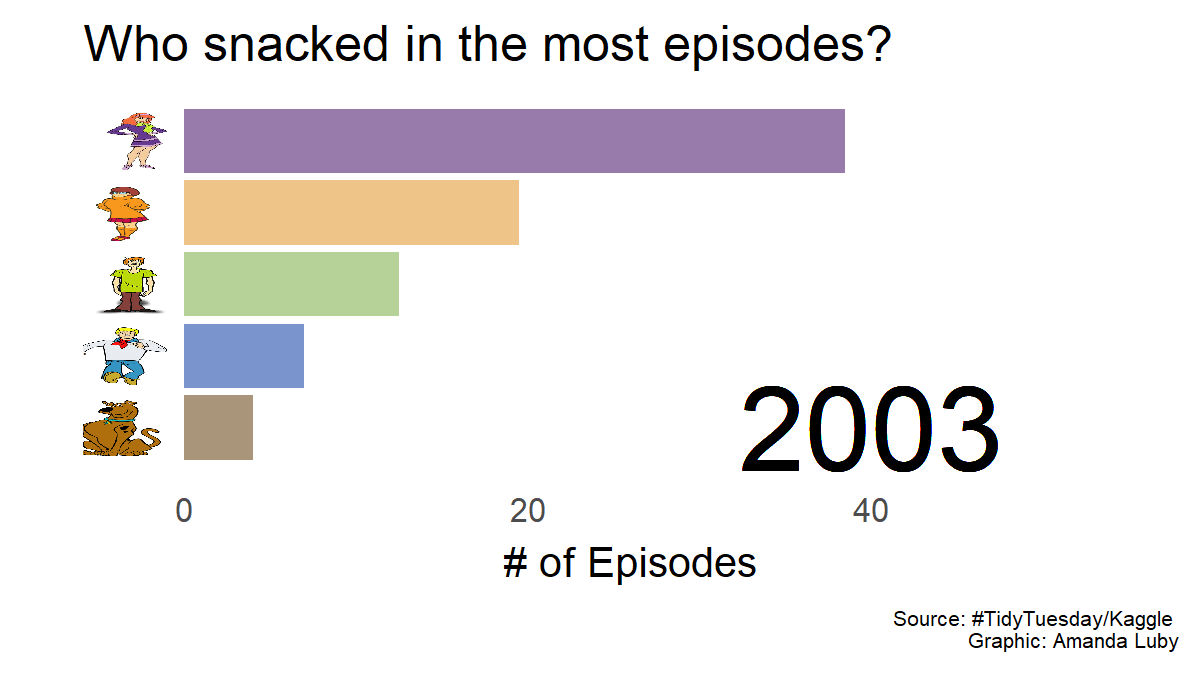 Who snacked in the most episodes?
2003
0 20 40
# of Episodes
Source: #TidyTuesday/Kaggle
Graphic: Amanda Luby